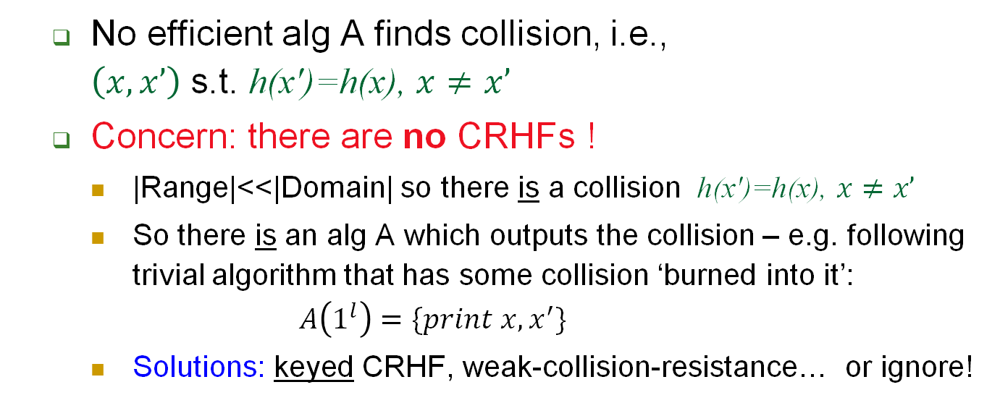 No efficient alg A finds collision, i.e.,
(x, x’) s.t. h(x')=h(x), x ≠ x’
Concern: there are no CRHFs !
|Range|<<|Domain| so there is a collision h(x')=h(x), x ≠ x’
So there is an alg A which outputs the collision – e.g. following
trivial algorithm that has some collision ‘burned into it’:
A(1^l) = {print x, x′}
Solutions: keyed CRHF, weak-collision-resistance… or ignore!